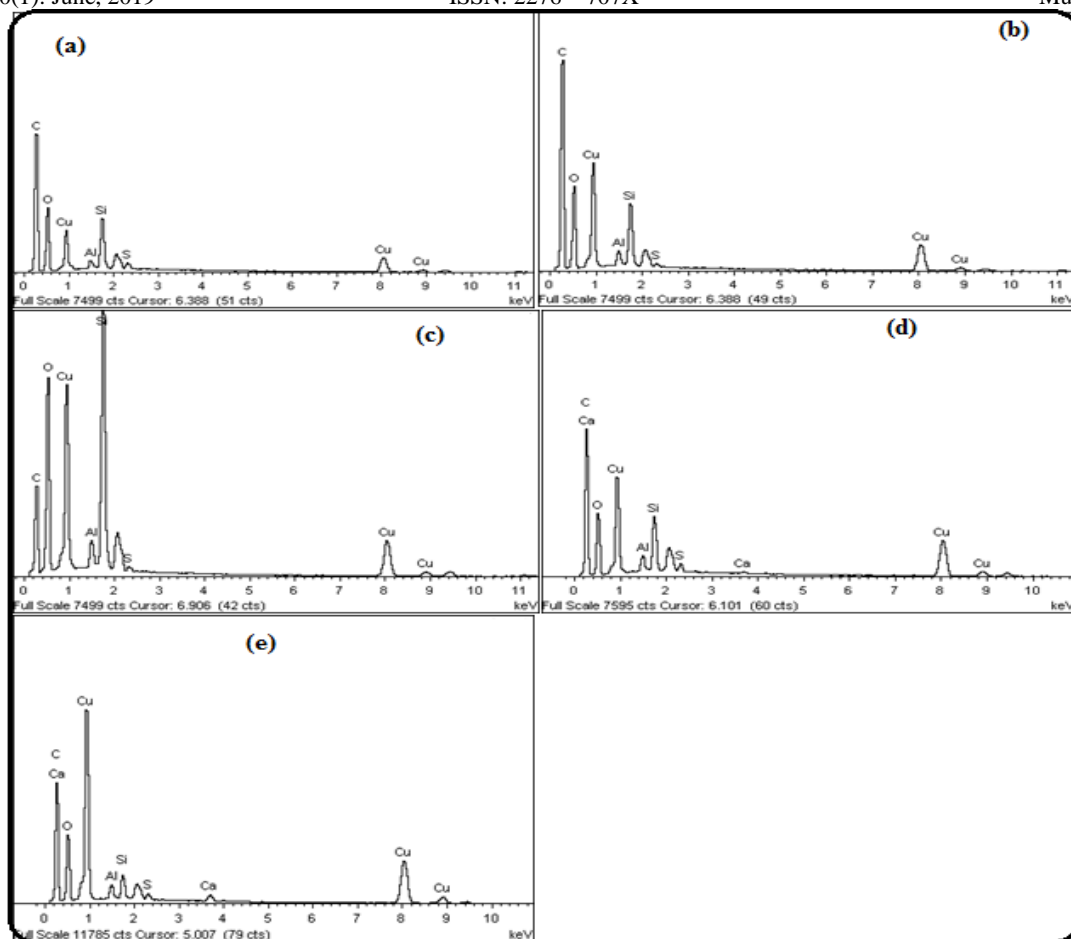 0(1). June, 2019 ISSN: 2276 – 707X Mu
(a)
C
O
Cu
Al
Si
S
Cu
Cu
0 1 2 3 4 5 6 7 8 9 10 11
Full Scale 7499 cts Cursor: 6.388 (51 cts) keV
(b)
C
O
Cu
Al
Si
S
Cu
Cu
0 1 2 3 4 5 6 7 8 9 10 11
Full Scale 7499 cts Cursor: 6.388 (49 cts) keV
(c)
C
O
Cu
Al
Si
S
Cu
Cu
0 1 2 3 4 5 6 7 8 9 10 11
Full Scale 7499 cts Cursor: 6.906 (42 cts) keV
(d)
C
Ca
O
Cu
Al
Si
S
Ca
Cu
Cu
0 1 2 3 4 5 6 7 8 9 10
Full Scale 7595 cts Cursor: 6.101 (60 cts) keV
(e)
C
Ca
O
Cu
Al
Si
S
Ca
Cu
Cu
0 1 2 3 4 5 6 7 8 9 10
Full Scale 11785 cts Cursor: 5.007 (79 cts) keV